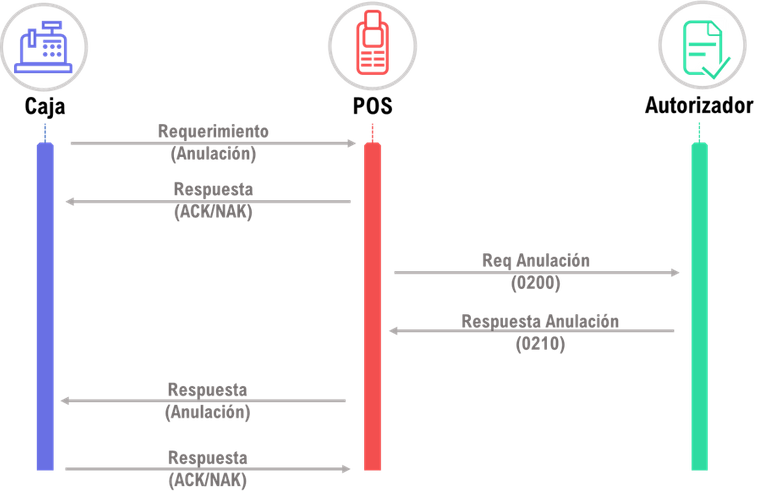 Caja
POS
Autorizador
Requerimiento
(Anulación)
Respuesta
(ACK/NAK)
Req Anulación
(0200)
Respuesta Anulación
(0210)
Respuesta
(Anulación)
Respuesta
(ACK/NAK)